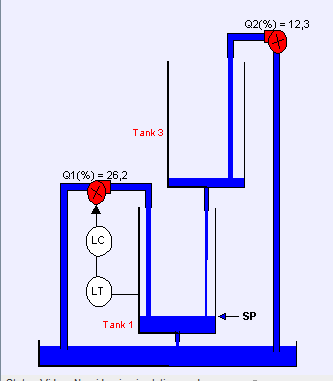 Q2(%) = 12,3
Tank 3
Q1(%) = 26,2
LC
LT
SP
Tank 1